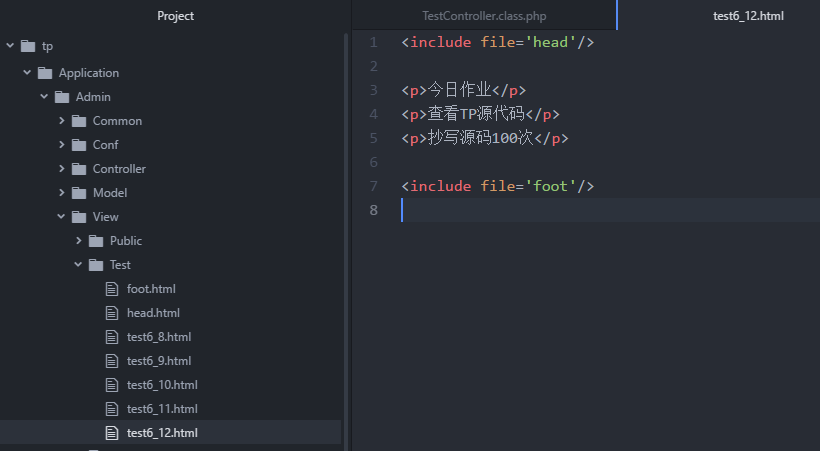 Project
tp
Application
Admin
Common
Conf
Controller
Model
View
Public
Test
foot.html
head.html
test6_8.html
test6_9.html
test6_10.html
test6_11.html
test6_12.html
TestController.class.php
test6_12.html
1 <include file='head'/>
2
3 <p>今日作业</p>
4 <p>查看TP源代码</p>
5 <p>抄写源码100次</p>
6
7 <include file='foot'/>
8